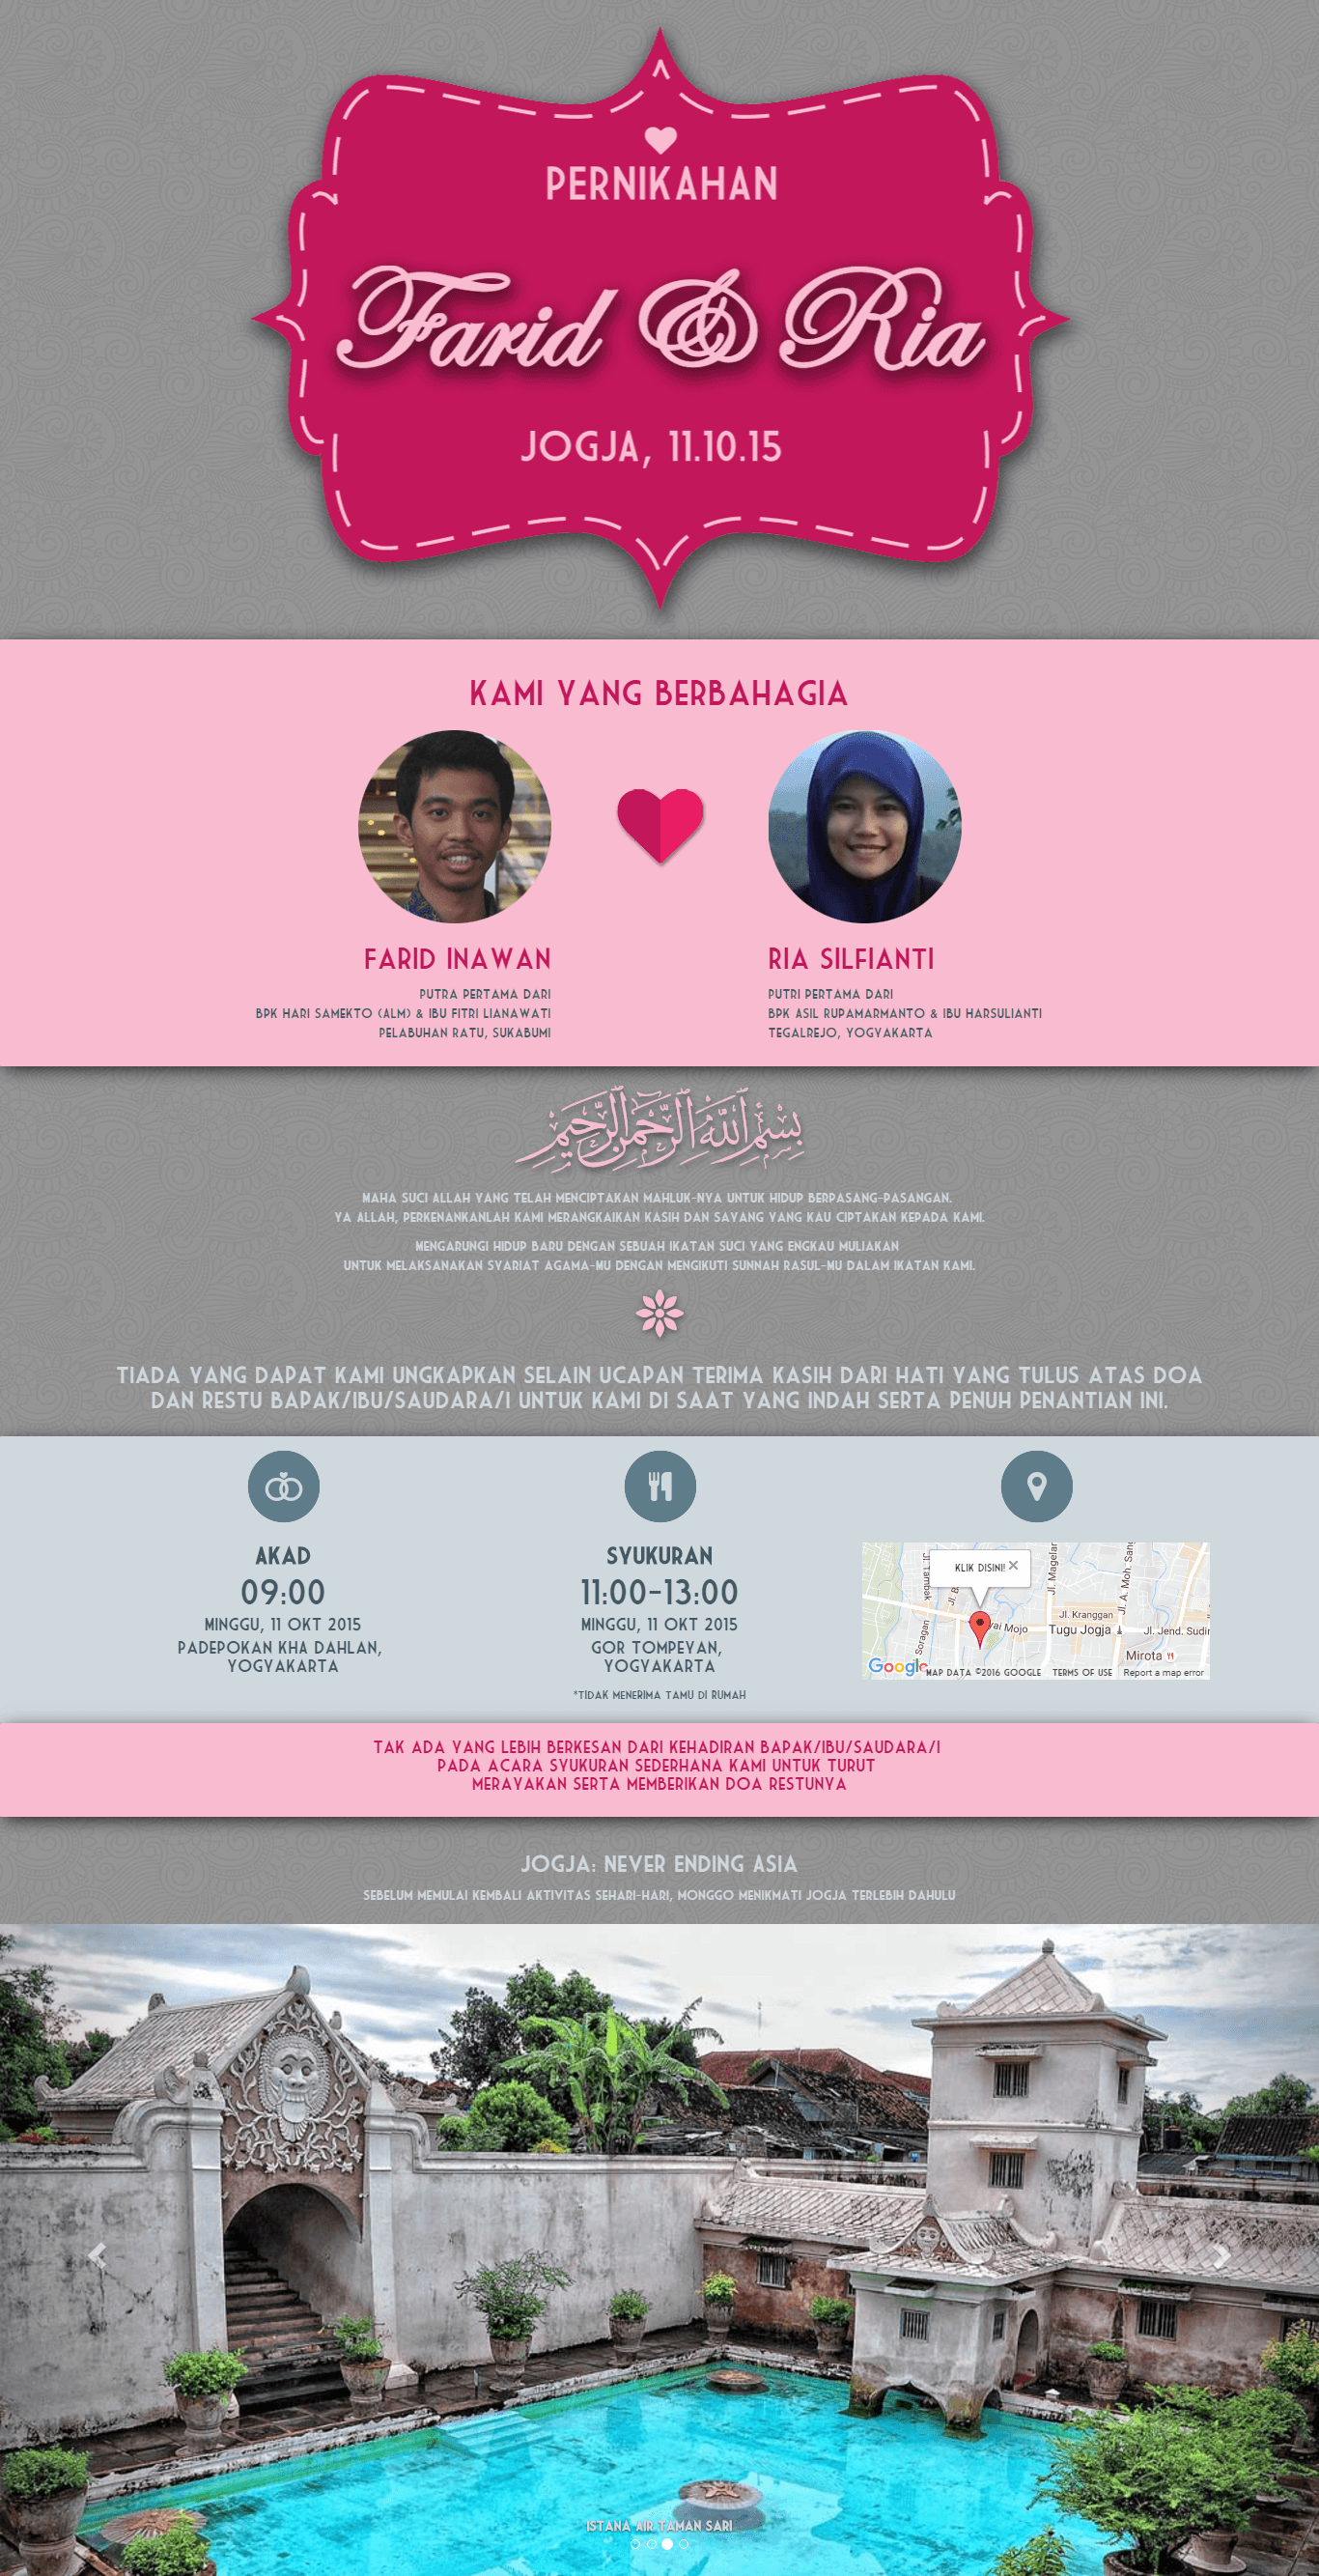 PERNIKAHAN
Farid & Ria
JOGJA, 11.10.15
KAMI YANG BERBAHAGIA
FARID INAWAN
PUTRA PERTAMA DARI
BPK HARI SAMEKTO (ALM) & IBU FITRI LIANAWATI
PELABUHAN RATU, SUKABUMI
RIA SILFIANTI
PUTRI PERTAMA DARI
BPK ASIL RUPAMARMANTO & IBU HARSULIANTI
TEGALREJO, YOGYAKARTA
بِسْمِ اللَّهِ الرَّحْمَنِ الرَّحِيمِ
MAHA SUCI ALLAH YANG TELAH MENCIPTAKAN MAHLUK-NYA UNTUK HIDUP BERPASANG-PASANGAN.
YA ALLAH, PERKENANKANLAH KAMI MERANGKAIKAN KASIH DAN SAYANG YANG KAU CIPTAKAN KEPADA KAMI.
MENGARUNGI HIDUP BARU DENGAN SEBUAH IKATAN SUCI YANG ENGKAU MULIAKAN
UNTUK MELAKSANAKAN SYARIAT AGAMA-MU DENGAN MENGIKUTI SUNNAH RASUL-MU DALAM IKATAN KAMI.
TIADA YANG DAPAT KAMI UNGKAPKAN SELAIN UCAPAN TERIMA KASIH DARI HATI YANG TULUS ATAS DOA
DAN RESTU BAPAK/IBU/SAUDARA/I UNTUK KAMI DI SAAT YANG INDAH SERTA PENUH PENANTIAN INI.
AKAD
09:00
MINGGU, 11 OKT 2015
PADEPOKAN KHA DAHLAN,
YOGYAKARTA
SYUKURAN
11:00-13:00
MINGGU, 11 OKT 2015
GOR TOMPEYAN,
YOGYAKARTA
*TIDAK MENERIMA TAMU DI RUMAH
KLIK DISINI!
Jl. Tambak
Jl. B
Jl. Magelan
Jl. A. Moh. San
Soragan
Jl. Kranggan
Mojo
Tugu Jogja
Jl. Jend. Sudir
Mirota
Google
MAP DATA ©2016 GOOGLE
TERMS OF USE
Report a map error
TAK ADA YANG LEBIH BERKESAN DARI KEHADIRAN BAPAK/IBU/SAUDARA/I
PADA ACARA SYUKURAN SEDERHANA KAMI UNTUK TURUT
MERAYAKAN SERTA MEMBERIKAN DOA RESTUNYA
JOGJA: NEVER ENDING ASIA
SEBELUM MEMULAI KEMBALI AKTIVITAS SEHARI-HARI, MONGGO MENIKMATI JOGJA TERLEBIH DAHULU
ISTANA AIR TAMAN SARI